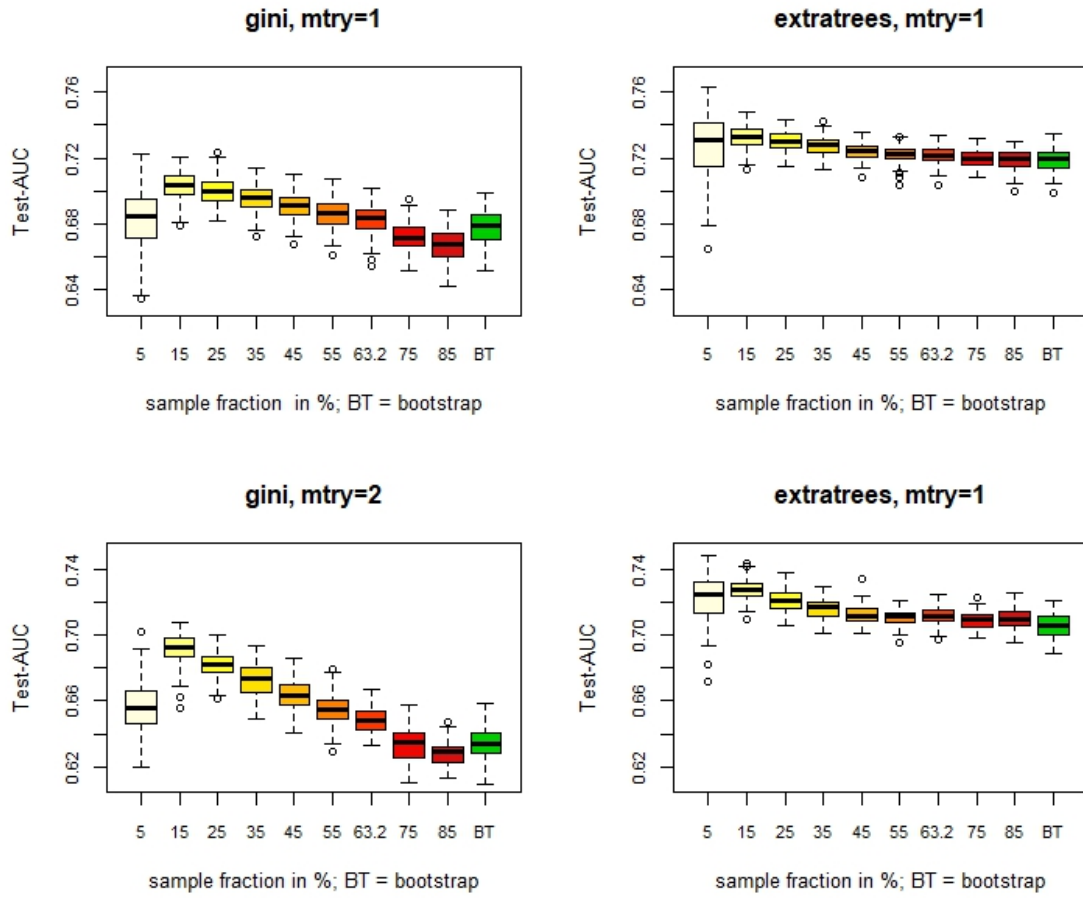 gini, mtry=1
Test-AUC
0.76
0.72
0.68
0.64
5 15 25 35 45 55 63.2 75 85 BT
sample fraction in %; BT = bootstrap
extratrees, mtry=1
Test-AUC
0.76
0.72
0.68
0.64
5 15 25 35 45 55 63.2 75 85 BT
sample fraction in %; BT = bootstrap
gini, mtry=2
Test-AUC
0.74
0.70
0.66
0.62
5 15 25 35 45 55 63.2 75 85 BT
sample fraction in %; BT = bootstrap
extratrees, mtry=1
Test-AUC
0.74
0.70
0.66
0.62
5 15 25 35 45 55 63.2 75 85 BT
sample fraction in %; BT = bootstrap